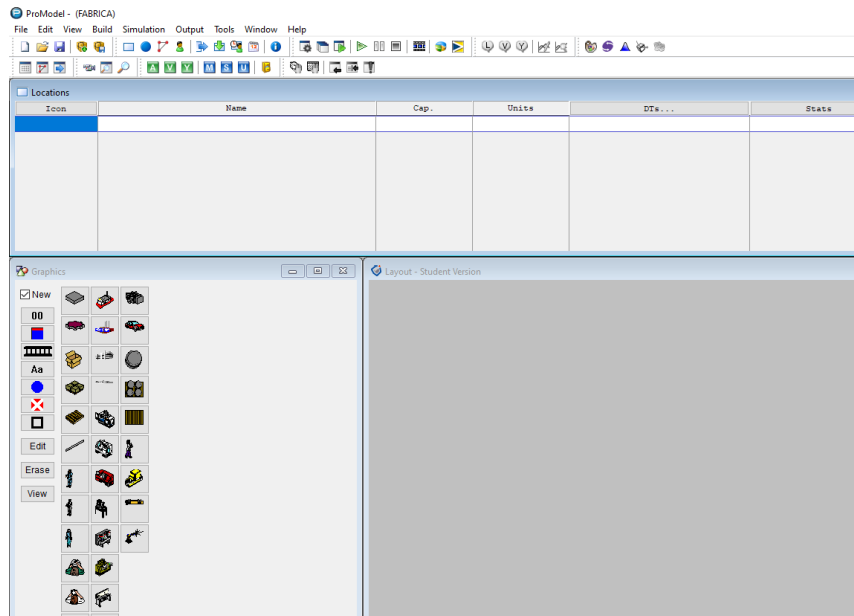 ProModel - (FABRICA)
File Edit View Build Simulation Output Tools Window Help
L V Y
A V Y M S U
Locations
Icon Name Cap. Units DTs... Stats
Graphics
Layout - Student Version
New
00
Aa
Edit
Erase
View